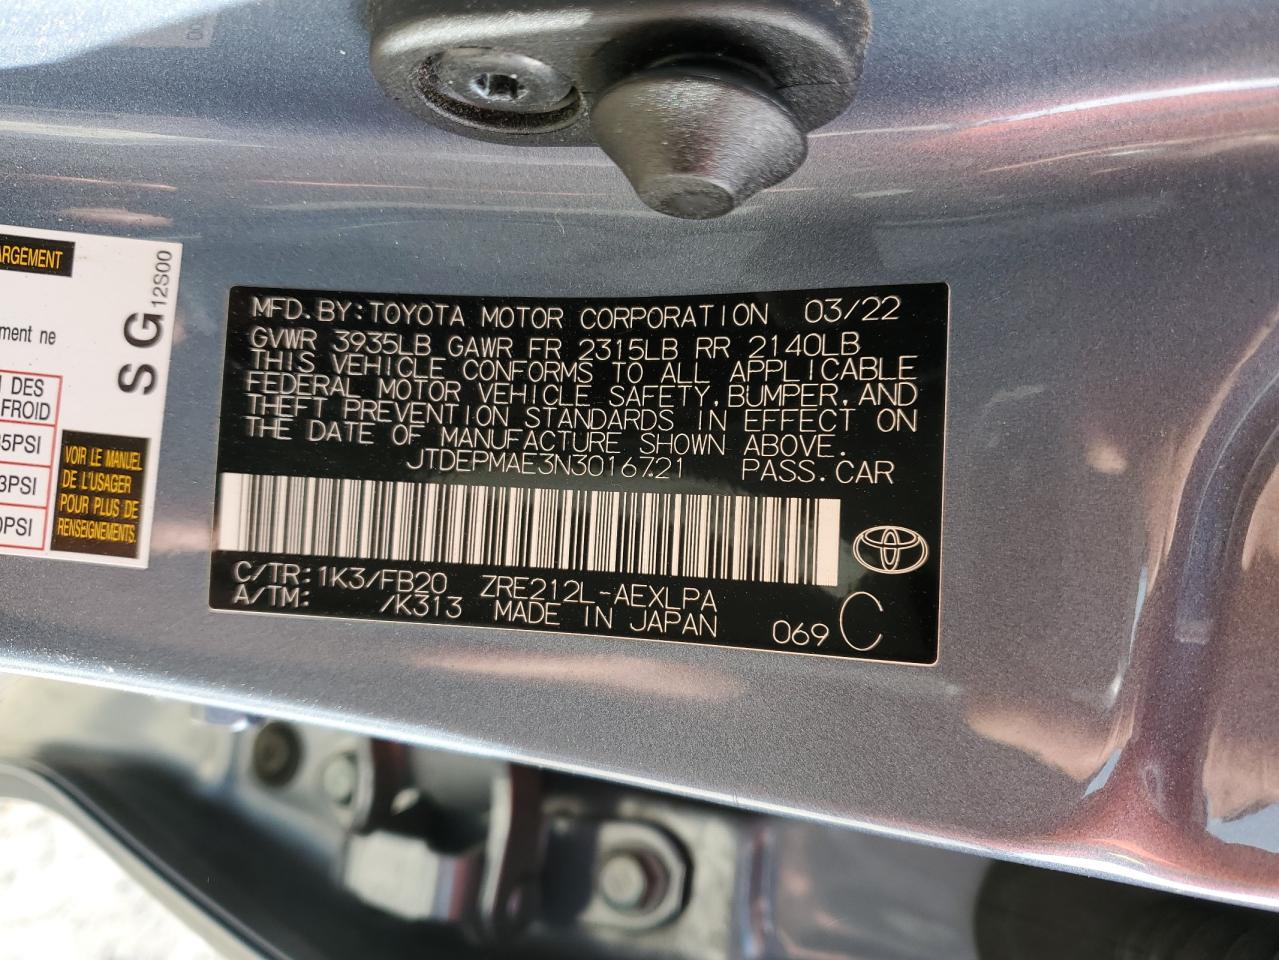 ARGEMENT
ment ne
N DES
FROID
35PSI
3PSI
0PSI
VOIR LE MANUEL
DE L'USAGER
POUR PLUS DE
RENSEIGNEMENTS.
SG
12S00
MFD. BY: TOYOTA MOTOR CORPORATION 03/22
GVWR 3935LB GAWR FR 2315LB RR 2140LB
THIS VEHICLE CONFORMS TO ALL APPLICABLE
FEDERAL MOTOR VEHICLE SAFETY, BUMPER, AND
THEFT PREVENTION STANDARDS IN EFFECT ON
THE DATE OF MANUFACTURE SHOWN ABOVE.
JTDEPMAE3N3016721 PASS.CAR
C/TR: 1K3/FB20 ZRE212L-AEXLPA
A/TM: /K313 MADE IN JAPAN 069 C